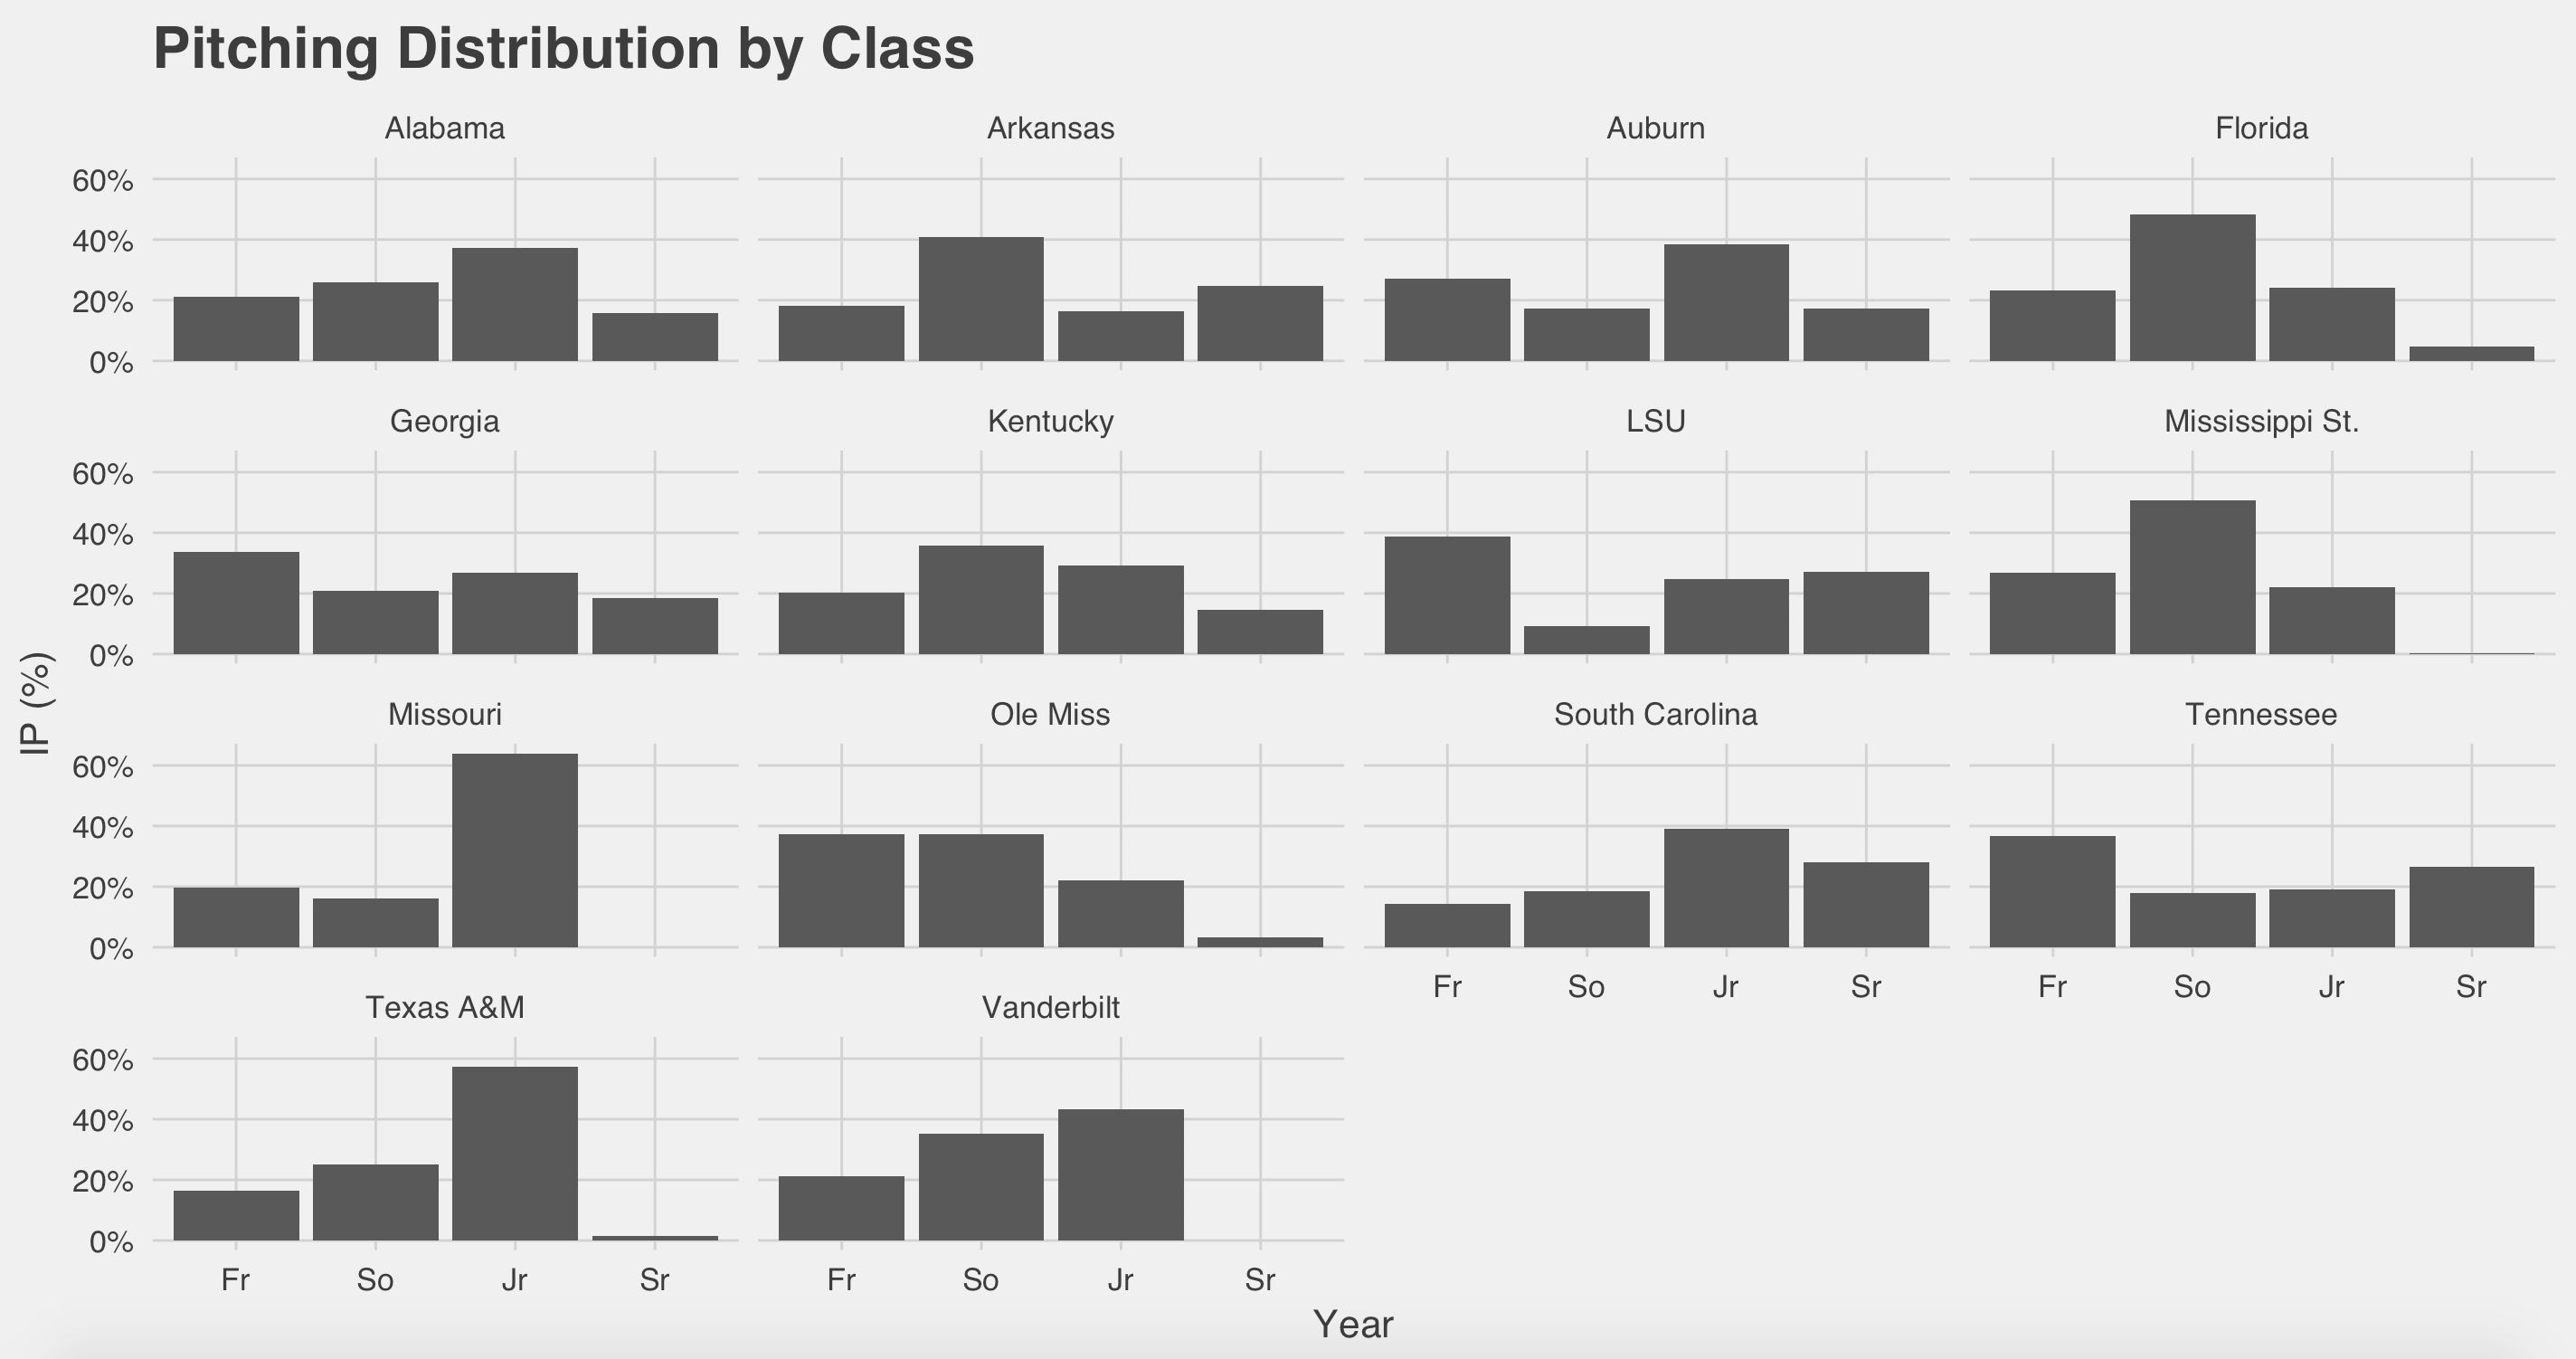 Pitching Distribution by Class
Alabama
Arkansas
Auburn
Florida
60%
40%
20%
0%
Georgia
Kentucky
LSU
Mississippi St.
60%
40%
20%
0%
IP (%)
Missouri
Ole Miss
South Carolina
Tennessee
60%
40%
20%
0%
Fr So Jr Sr
Fr So Jr Sr
Texas A&M
Vanderbilt
60%
40%
20%
0%
Fr So Jr Sr
Fr So Jr Sr
Year